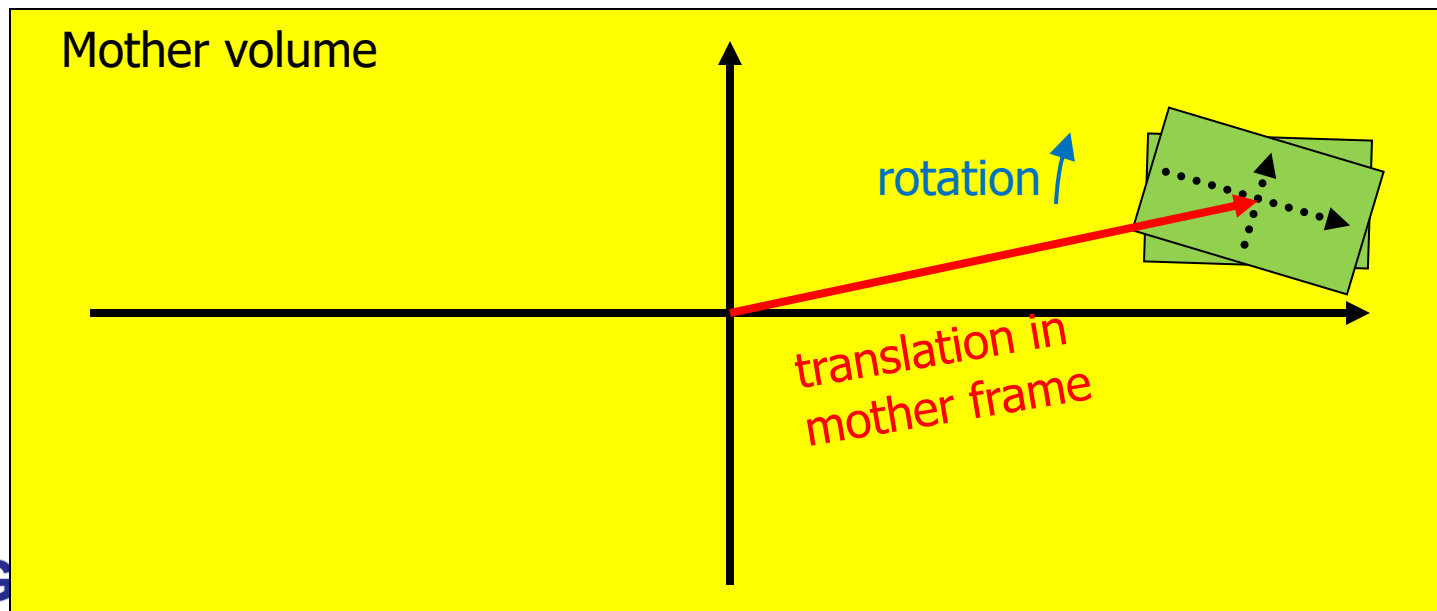 Mother volume
rotation
translation in
mother frame
G